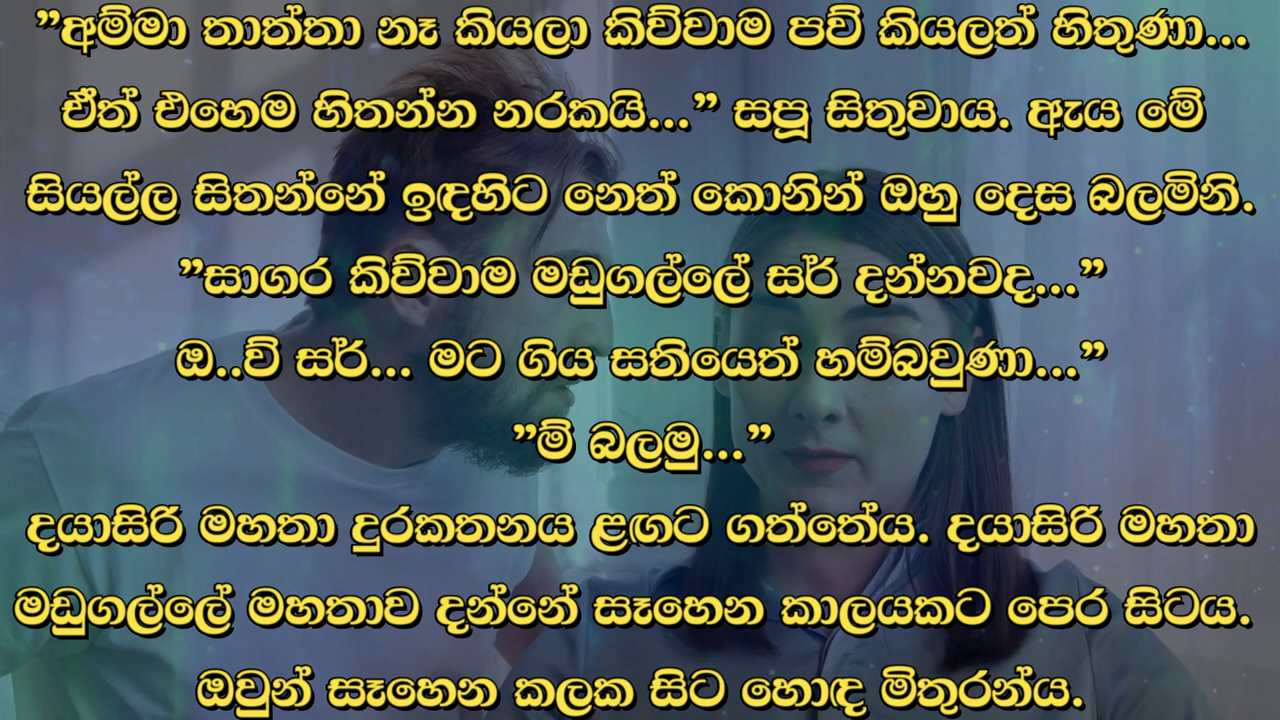 ”අම්මා තාත්තා නෑ කියලා කිව්වාම පව් කියලත් හිතුණා...
ඒත් එහෙම හිතන්න නරකයි...” සපූ සිතුවාය. ඇය මේ
සියල්ල සිතන්නේ ඉඳහිට නෙත් කොනින් ඔහු දෙස බලමිනි.
”සාගර කිව්වාම මඩුගල්ලේ සර් දන්නවද...”
ඔ..ව් සර්... මට ගිය සතියෙත් හම්බවුණා...”
”ම් බලමු...”
දයාසිරි මහතා දුරකතනය ළඟට ගත්තේය. දයාසිරි මහතා
මඩුගල්ලේ මහතාව දන්නේ සෑහෙන කාලයකට පෙර සිටය.
ඔවුන් සෑහෙන කලක සිට හොඳ මිතුරන්ය.